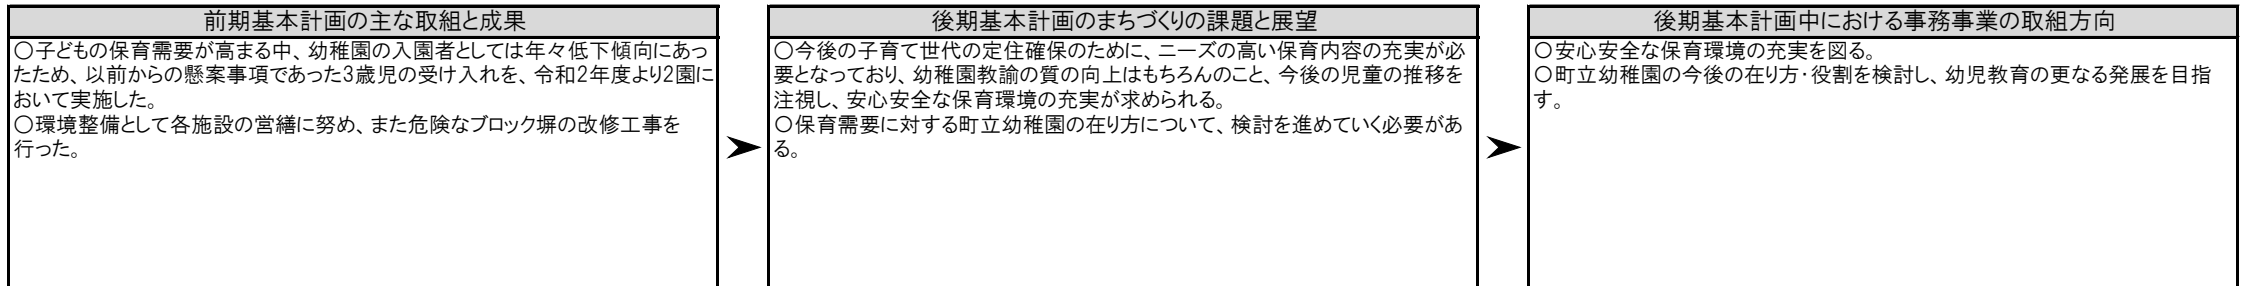 前期基本計画の主な取組と成果
〇子どもの保育需要が高まる中、幼稚園の入園者としては年々低下傾向にあっ
たため、以前からの懸案事項であった3歳児の受け入れを、令和2年度より2園に
おいて実施した。
〇環境整備として各施設の営繕に努め、また危険なブロック塀の改修工事を
行った。
後期基本計画のまちづくりの課題と展望
〇今後の子育て世代の定住確保のために、ニーズの高い保育内容の充実が必
要となっており、幼稚園教諭の質の向上はもちろんのこと、今後の児童の推移を
注視し、安心安全な保育環境の充実が求められる。
〇保育需要に対する町立幼稚園の在り方について、検討を進めていく必要があ
る。
後期基本計画中における事務事業の取組方向
〇安心安全な保育環境の充実を図る。
〇町立幼稚園の今後の在り方・役割を検討し、幼児教育の更なる発展を目指
す。